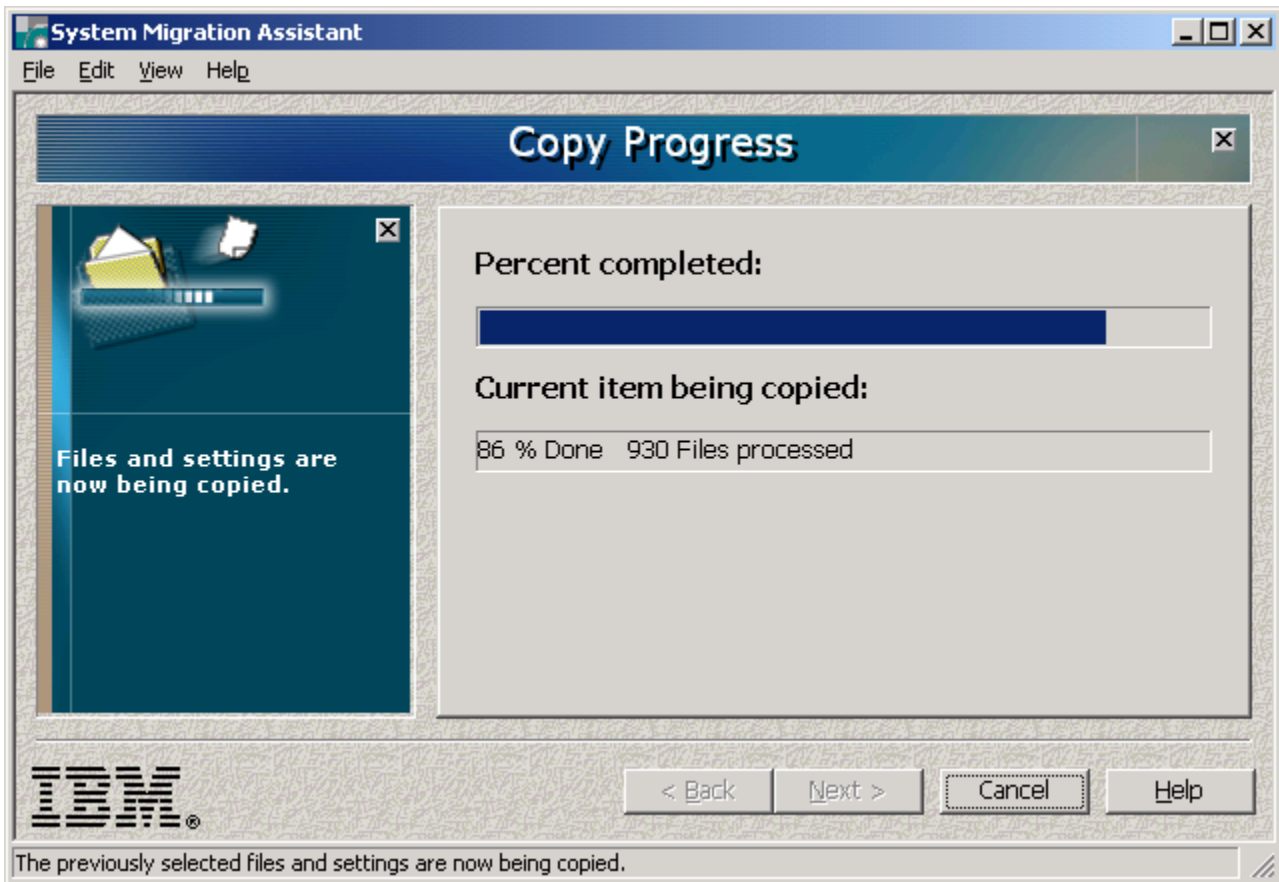 System Migration Assistant
File Edit View Help
Copy Progress
Percent completed:
Current item being copied:
86 % Done 930 Files processed
Files and settings are
now being copied.
IBM®
< Back Next > Cancel Help
The previously selected files and settings are now being copied.